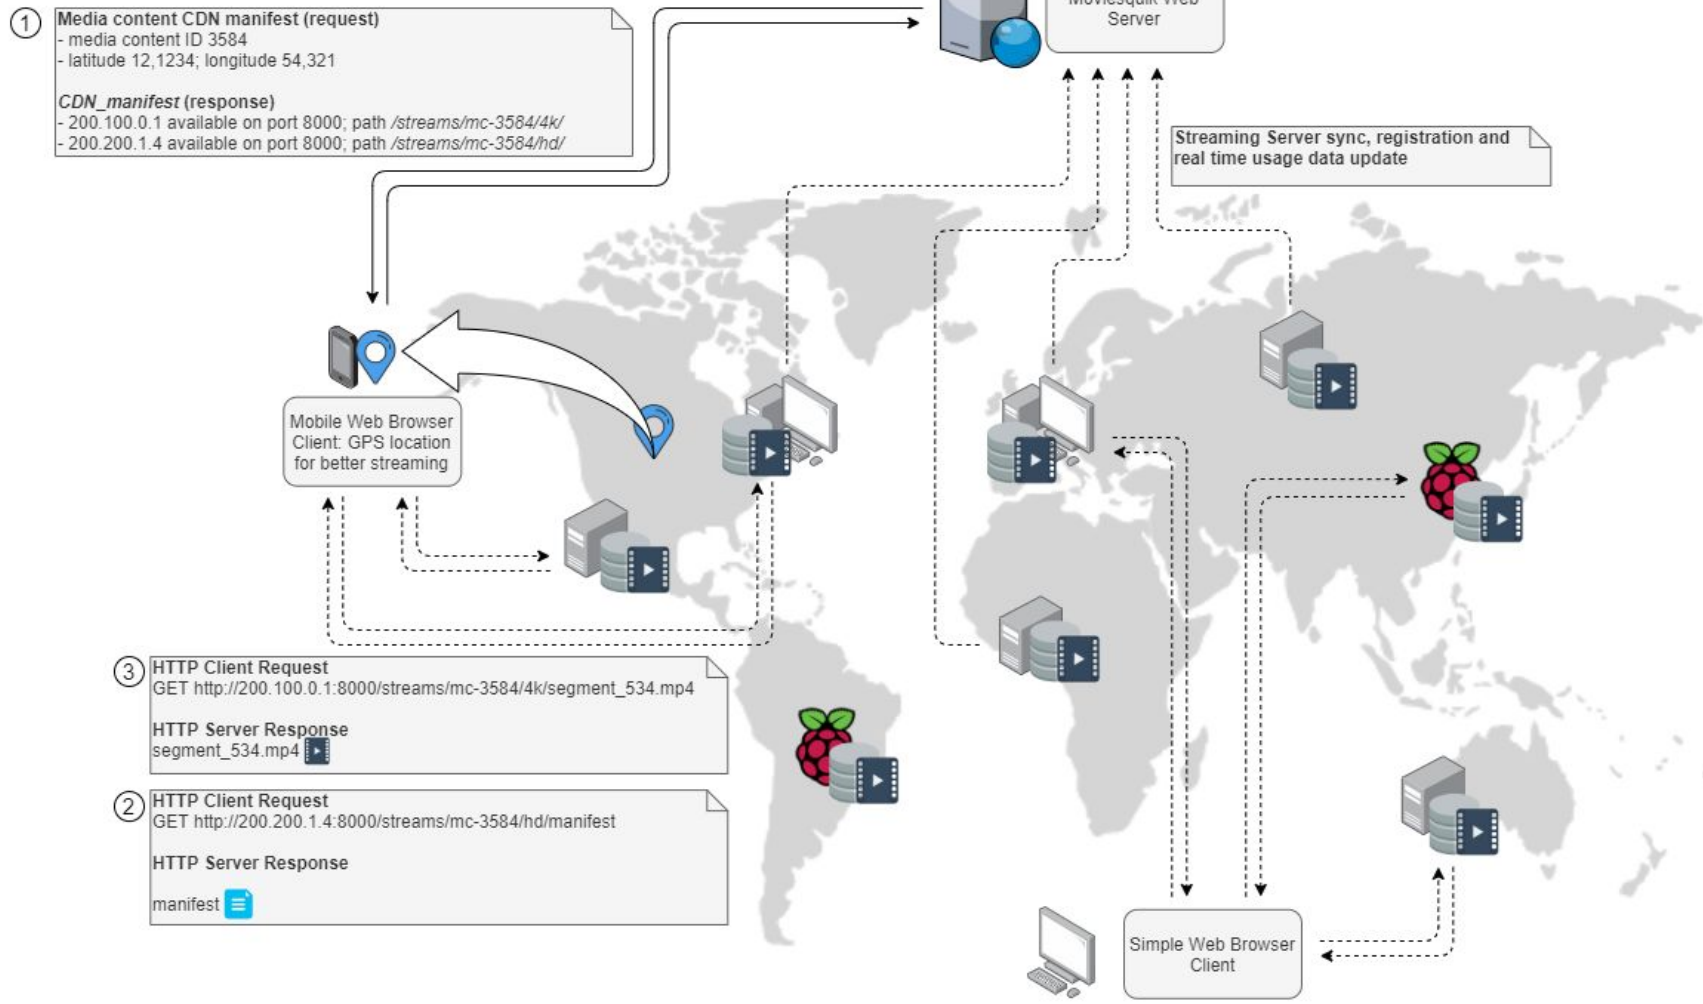 1
Media content CDN manifest (request)
- media content ID 3584
- latitude 12,1234; longitude 54,321
CDN_manifest (response)
- 200.100.0.1 available on port 8000; path /streams/mc-3584/4k/
- 200.200.1.4 available on port 8000; path /streams/mc-3584/hd/
Moviesquik Web
Server
Streaming Server sync, registration and
real time usage data update
Mobile Web Browser
Client: GPS location
for better streaming
3
HTTP Client Request
GET http://200.100.0.1:8000/streams/mc-3584/4k/segment_534.mp4
HTTP Server Response
segment_534.mp4
2
HTTP Client Request
GET http://200.200.1.4:8000/streams/mc-3584/hd/manifest
HTTP Server Response
manifest
Simple Web Browser
Client